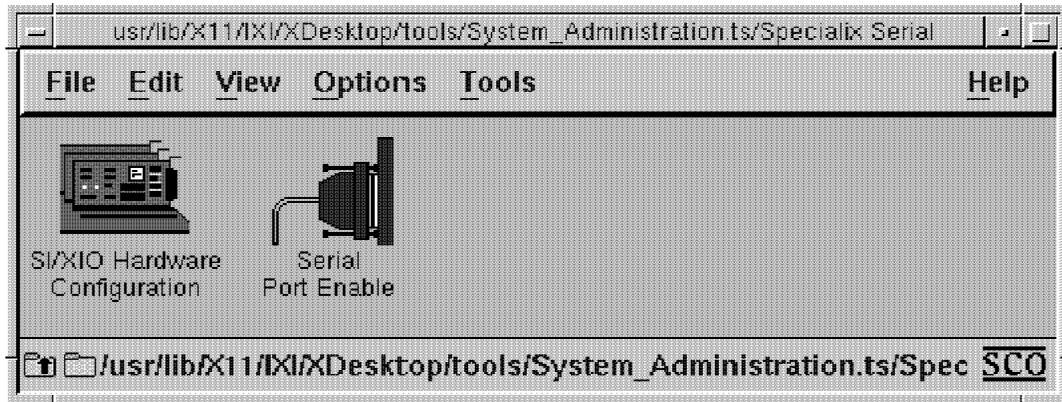 usr/lib/X11/IXI/XDesktop/tools/System_Administration.ts/Specialix Serial
File Edit View Options Tools Help
SI/XIO Hardware
Configuration
Serial
Port Enable
/usr/lib/X11/IXI/XDesktop/tools/System_Administration.ts/Spec SCO